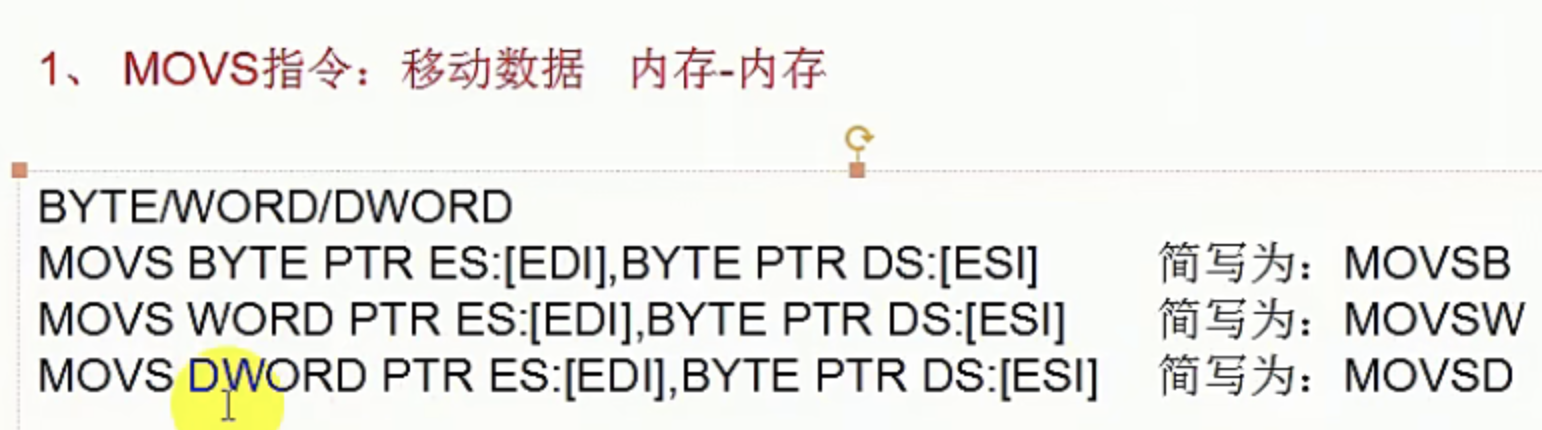 1、 MOVS指令：移动数据 内存-内存
BYTE/WORD/DWORD
MOVS BYTE PTR ES:[EDI],BYTE PTR DS:[ESI] 简写为：MOVSB
MOVS WORD PTR ES:[EDI],BYTE PTR DS:[ESI] 简写为：MOVSW
MOVS DWORD PTR ES:[EDI],BYTE PTR DS:[ESI] 简写为：MOVSD